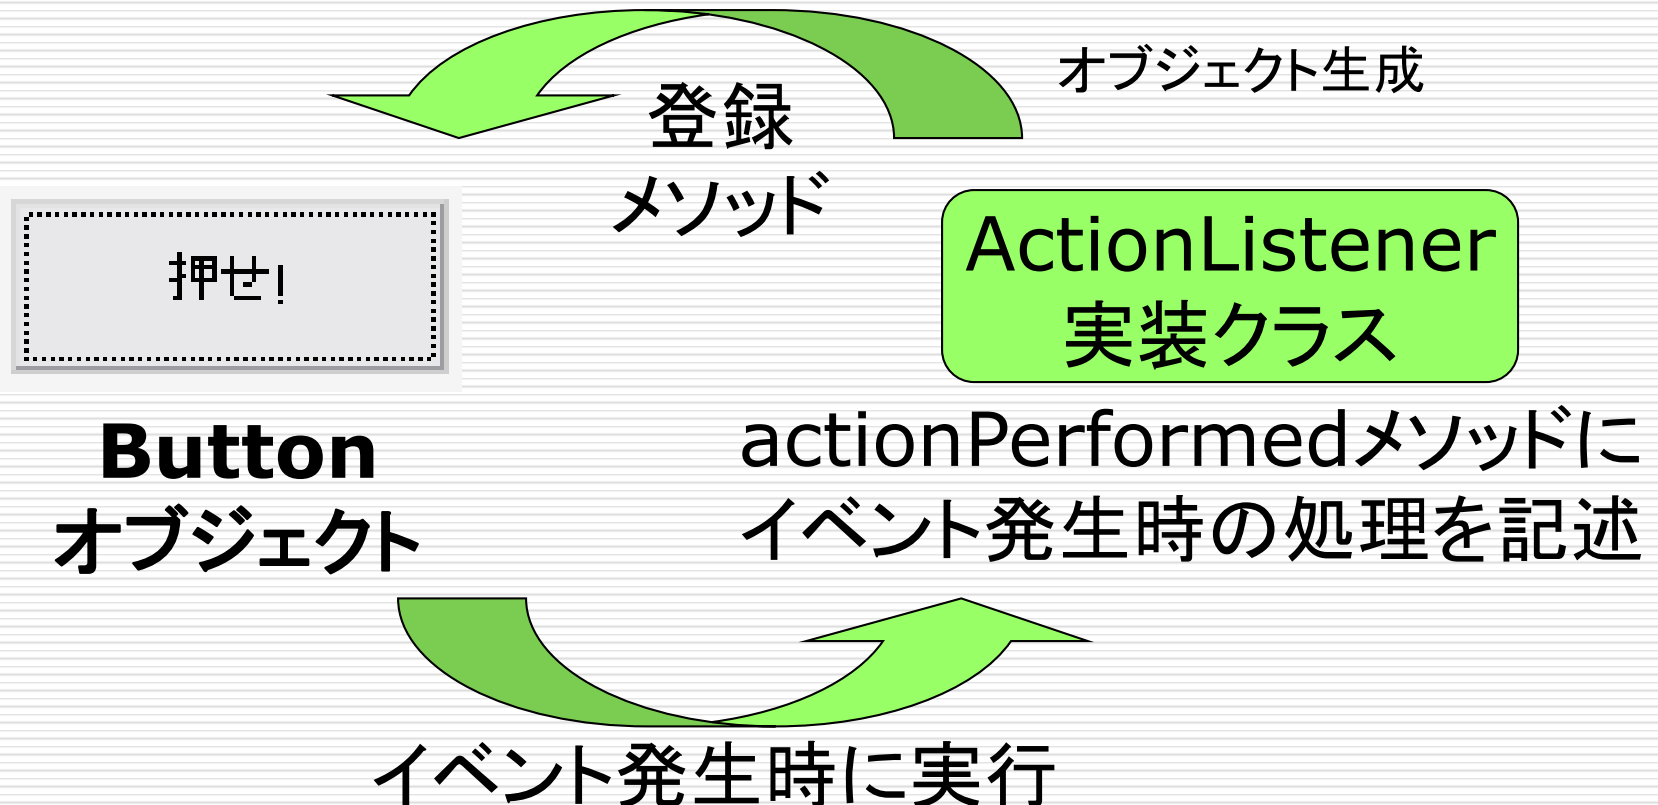 オブジェクト生成
登録
メソッド
押せ!
ActionListener
実装クラス
Button
オブジェクト
actionPerformedメソッドに
イベント発生時の処理を記述
イベント発生時に実行